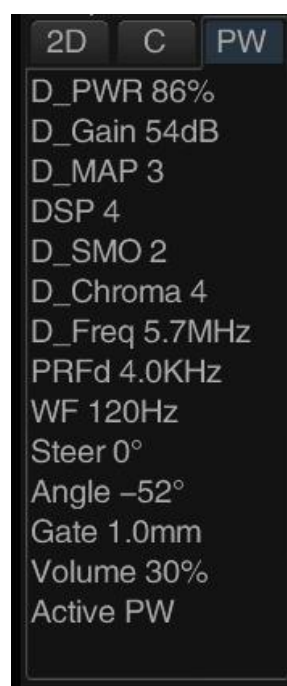 2D C PW
D_PWR 86%
D_Gain 54dB
D_MAP 3
DSP 4
D_SMO 2
D_Chroma 4
D_Freq 5.7MHz
PRFd 4.0KHz
WF 120Hz
Steer 0°
Angle –52°
Gate 1.0mm
Volume 30%
Active PW